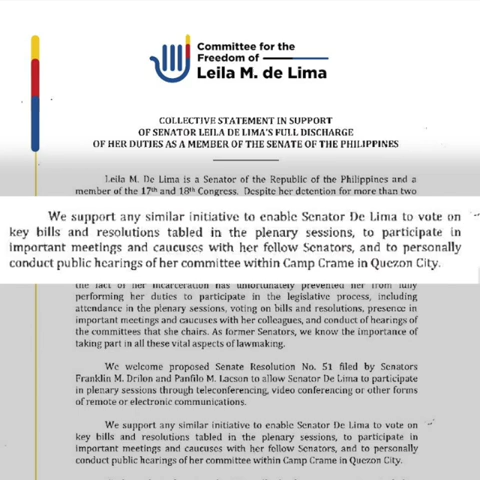 Committee for the
Freedom of
Leila M. de Lima
COLLECTIVE STATEMENT IN SUPPORT
OF SENATOR LEILA DE LIMA'S FULL DISCHARGE
OF HER DUTIES AS A MEMBER OF THE SENATE OF THE PHILIPPINES
Leila M. De Lima is a Senator of the Republic of the Philippines and a
member of the 17th and 18th Congress. Despite her detention for more than two
We support any similar initiative to enable Senator De Lima to vote on
key bills and resolutions tabled in the plenary sessions, to participate in
important meetings and caucuses with her fellow Senators, and to personally
conduct public hearings of her committee within Camp Crame in Quezon City.
the fact of her incarceration has unfortunately prevented her from fully
performing her duties to participate in the legislative process, including
attendance in the plenary sessions, voting on bills and resolutions, presence in
important meetings and caucuses with her colleagues, and conduct of hearings of
the committees that she chairs. As former Senators, we know the importance of
taking part in all these vital aspects of lawmaking.
We welcome proposed Senate Resolution No. 51 filed by Senators
Franklin M. Drilon and Panfilo M. Lacson to allow Senator De Lima to participate
in plenary sessions through teleconferencing, video conferencing or other forms
of remote or electronic communications.
We support any similar initiative to enable Senator De Lima to vote on
key bills and resolutions tabled in the plenary sessions, to participate in
important meetings and caucuses with her fellow Senators, and to personally
conduct public hearings of her committee within Camp Crame in Quezon City.